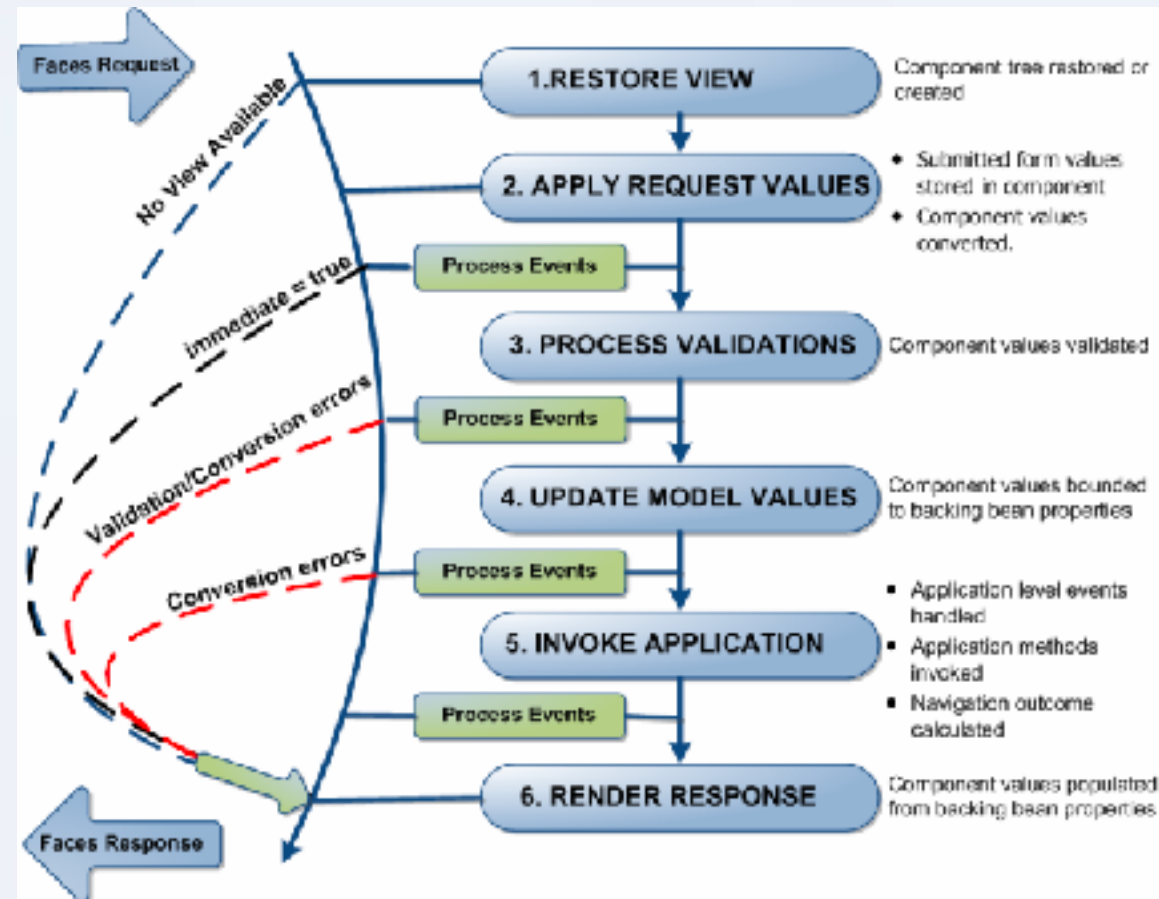 Faces Request
1.RESTORE VIEW
Component tree restored or
created
No View Available
2. APPLY REQUEST VALUES
Submitted form values
stored in component
Component values
converted.
Process Events
immediate = true
3. PROCESS VALIDATIONS
Component values validated
Process Events
Validation/Conversion errors
4. UPDATE MODEL VALUES
Component values bounded
to backing bean properties
Process Events
Conversion errors
Application level events
handled
5. INVOKE APPLICATION
Application methods
invoked
Process Events
Navigation outcome
calculated
6. RENDER RESPONSE
Component values populated
from backing bean properties
Faces Response